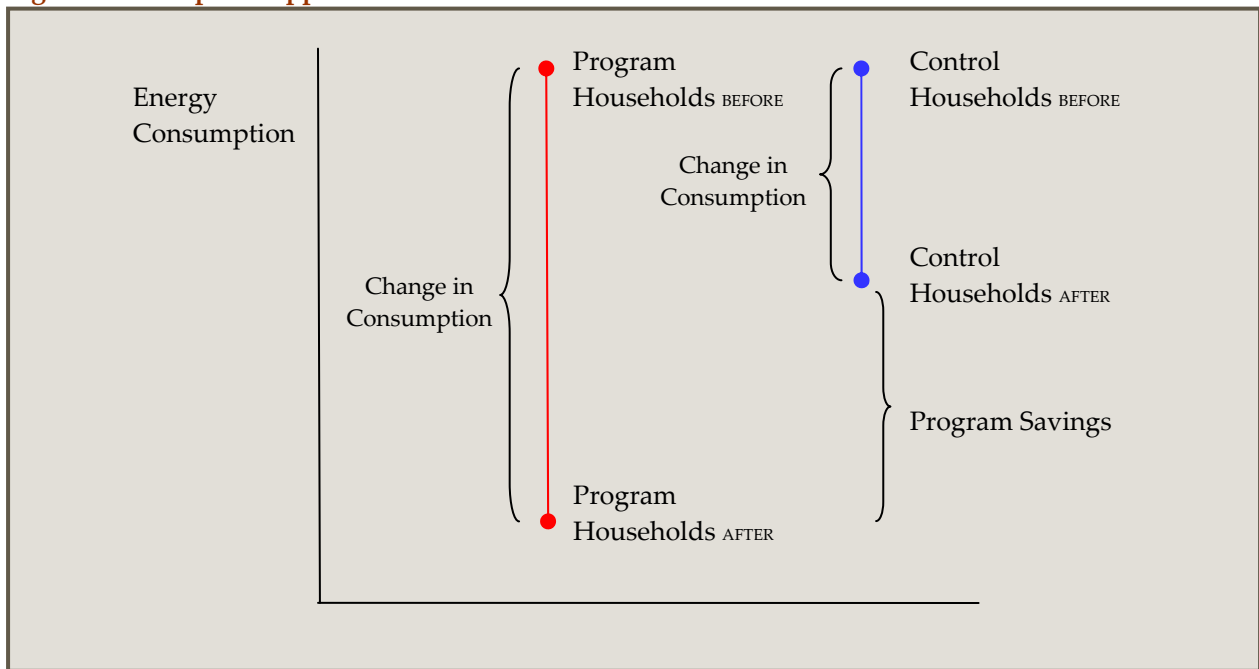 Energy
Consumption
Program
Households BEFORE
Change in
Consumption
Program
Households AFTER
Control
Households BEFORE
Change in
Consumption
Control
Households AFTER
Program Savings